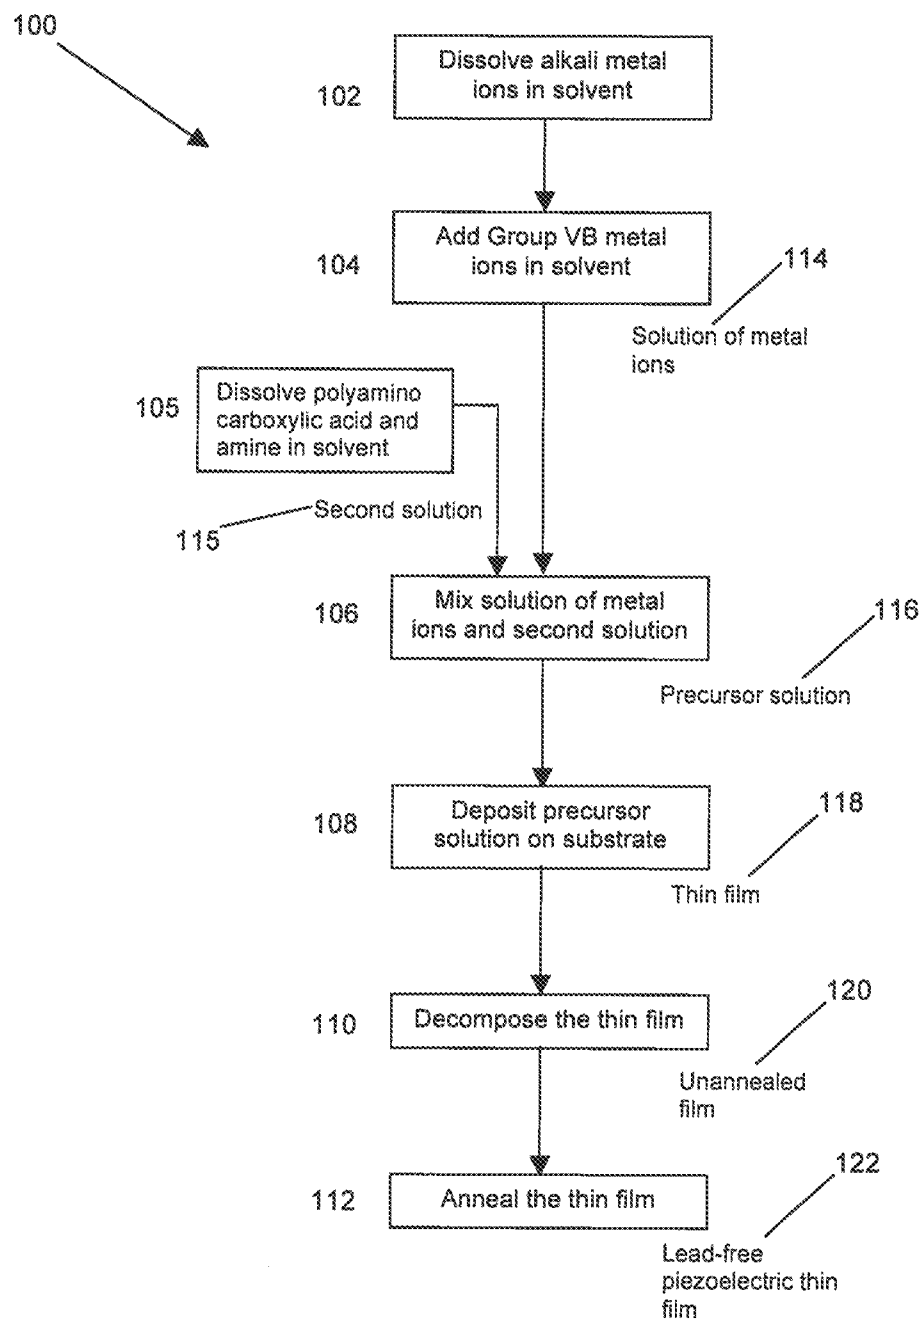 100
Dissolve alkali metal
ions in solvent
102
Add Group VB metal
ions in solvent
104
114
Solution of metal
ions
Dissolve polyamino
carboxylic acid and
amine in solvent
105
Second solution
115
Mix solution of metal
ions and second solution
106
116
Precursor solution
Deposit precursor
solution on substrate
108
118
Thin film
Decompose the thin film
110
120
Unannealed
film
Anneal the thin film
112
122
Lead-free
piezoelectric thin
film